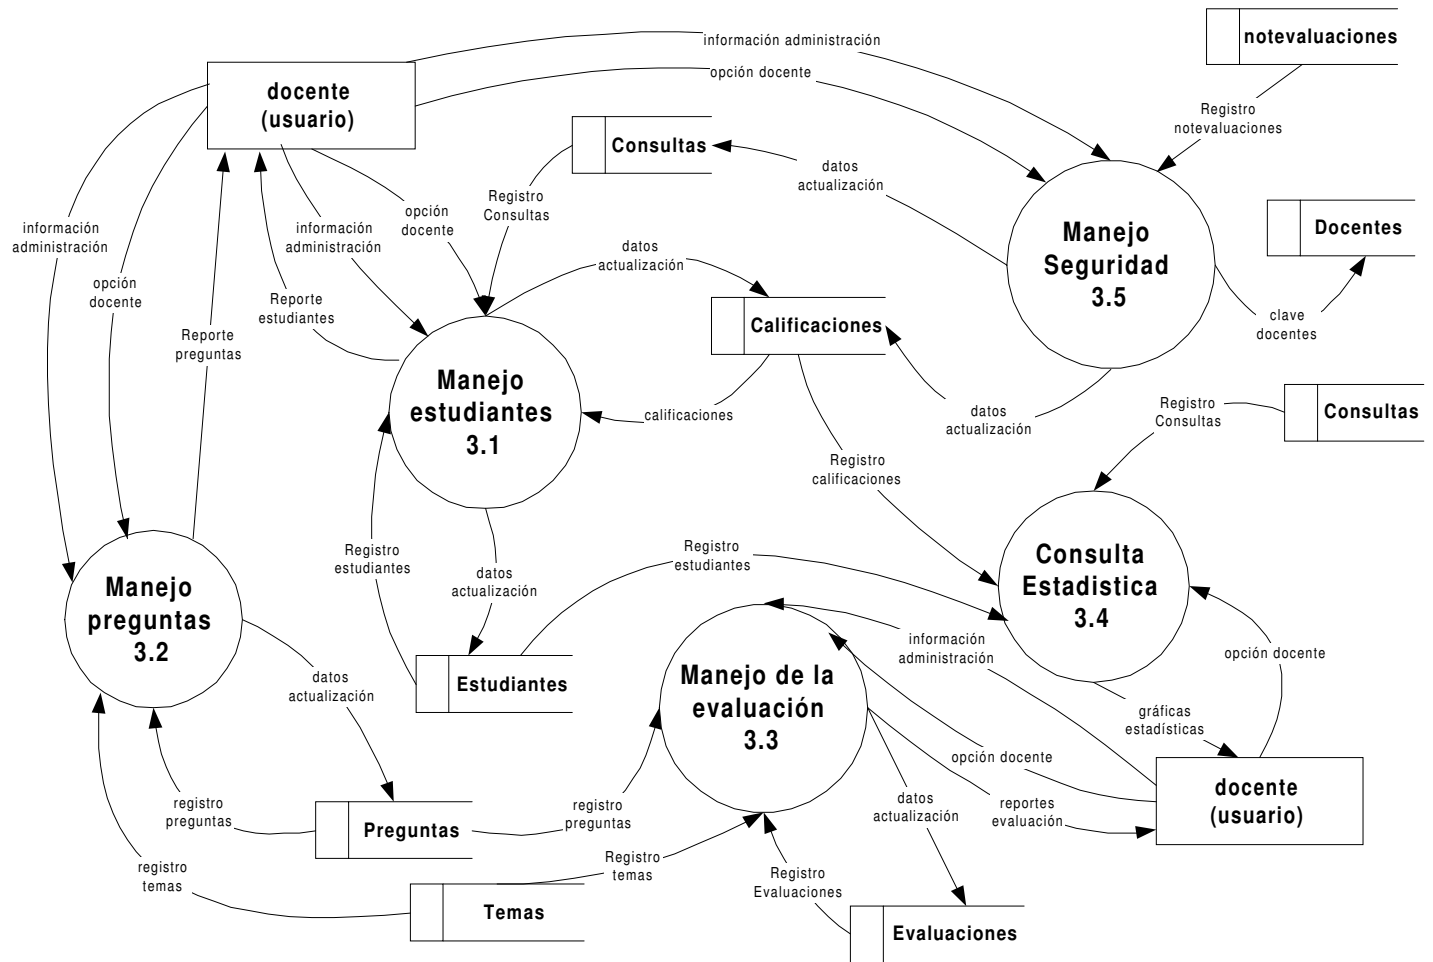 información administración
notevaluaciones
opción docente
docente
(usuario)
Registro
notevaluaciones
Consultas
datos
actualización
Registro
Consultas
opción
docente
información
administración
información
administración
Manejo
Seguridad
3.5
Docentes
datos
actualización
opción
docente
Reporte
estudiantes
Reporte
preguntas
Calificaciones
clave
docentes
Manejo
estudiantes
3.1
calificaciones
datos
actualización
Registro
Consultas
Consultas
Registro
calificaciones
Registro
estudiantes
Registro
estudiantes
datos
actualización
Consulta
Estadistica
3.4
Manejo
preguntas
3.2
información
administración
opción docente
datos
actualización
Estudiantes
Manejo de la
evaluación
3.3
gráficas
estadísticas
opción docente
docente
(usuario)
registro
preguntas
Preguntas
registro
preguntas
datos
actualización
reportes
evaluación
registro
temas
Registro
temas
Registro
Evaluaciones
Temas
Evaluaciones